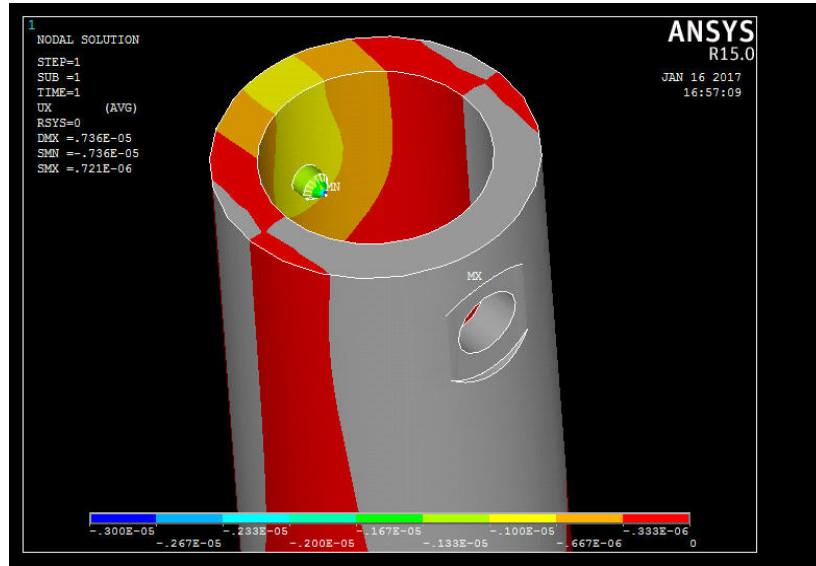 1
NODAL SOLUTION
STEP=1
SUB =1
TIME=1
UX (AVG)
RSYS=0
DMX =.736E-05
SMN =-.736E-05
SMX =.721E-06
ANSYS
R15.0
JAN 16 2017
16:57:09
MN
MX
-.300E-05 -.233E-05 -.167E-05 -.100E-05 -.333E-06
-.267E-05 -.200E-05 -.133E-05 -.667E-06 0